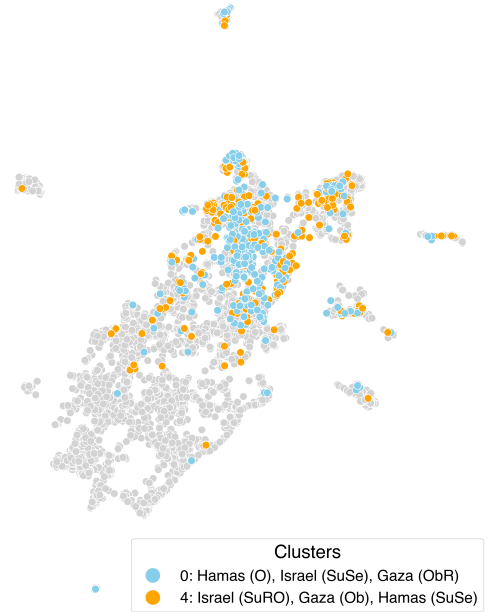 Clusters
0: Hamas (O), Israel (SuSe), Gaza (ObR)
4: Israel (SuRO), Gaza (Ob), Hamas (SuSe)